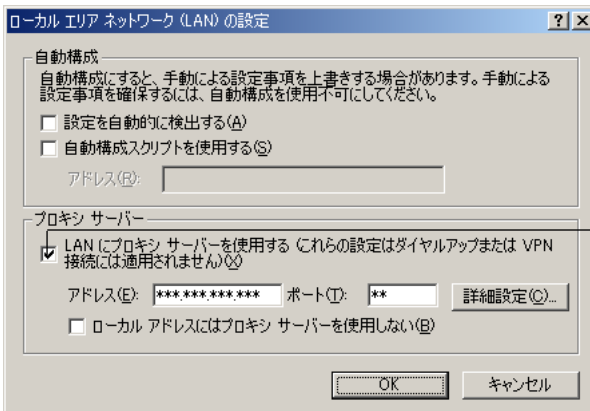 ローカル エリア ネットワーク (LAN) の設定
自動構成
自動構成にすると、手動による設定事項を上書きする場合があります。手動による
設定事項を確保するには、自動構成を使用不可にしてください。
設定を自動的に検出する(A)
自動構成スクリプトを使用する(S)
アドレス(R):
プロキシ サーバー
LAN にプロキシ サーバーを使用する (これらの設定はダイヤルアップまたは VPN
接続には適用されません)(X)
アドレス(E): ***.***.***.*** ポート(T): ** 詳細設定(C)...
ローカル アドレスにはプロキシ サーバーを使用しない(B)
OK キャンセル